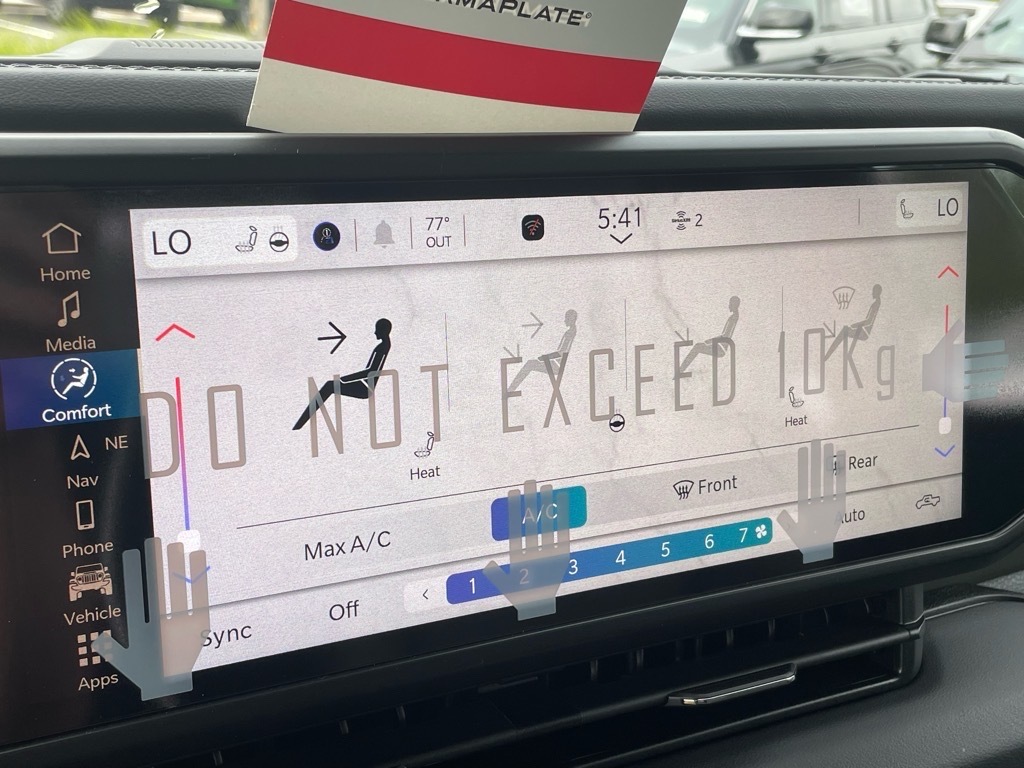 RMAPLATE®
LO
77°
OUT
5:41
2
LO
Home
Media
Comfort
NE
Nav
Phone
Vehicle
Apps
DO NOT EXCEED 10Kg
Heat
Heat
Max A/C
A/C
Front
Rear
Sync
Off
1 2 3 4 5 6 7
Auto